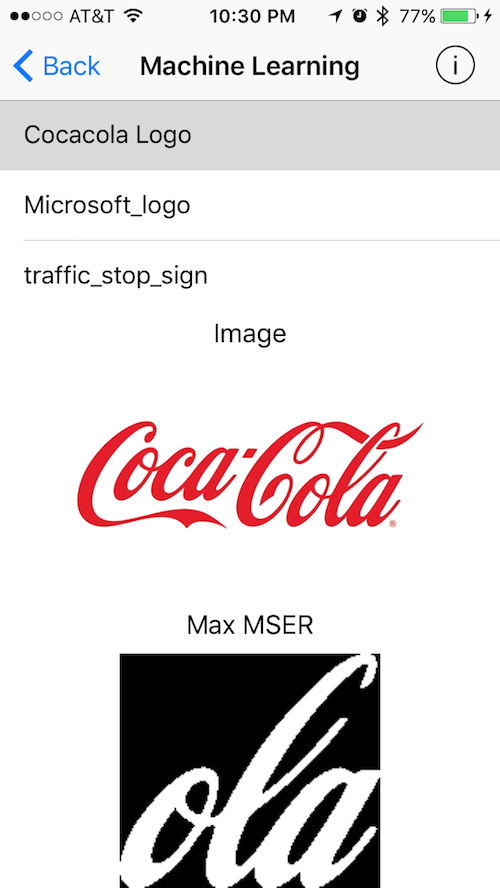 AT&T 10:30 PM 77%
Back Machine Learning i
Cocacola Logo
Microsoft_logo
traffic_stop_sign
Image
Coca-Cola ®
Max MSER
ola